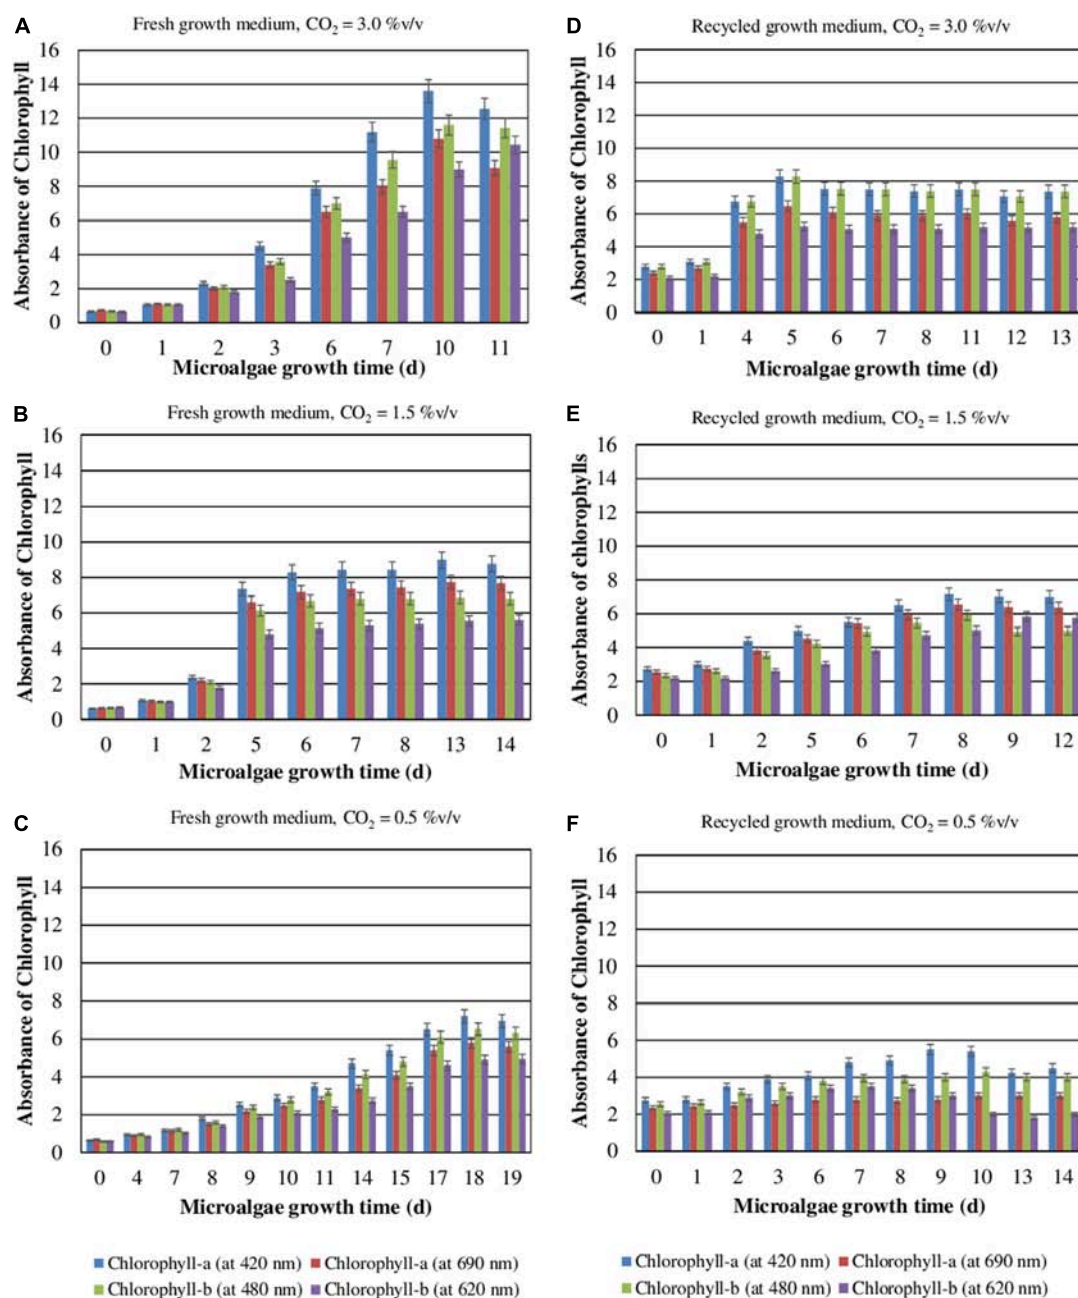 A
Fresh growth medium, CO2 = 3.0 %v/v
Absorbance of Chlorophyll
16
14
12
10
8
6
4
2
0
0 1 2 3 6 7 10 11
Microalgae growth time (d)
B
Fresh growth medium, CO2 = 1.5 %v/v
Absorbance of Chlorophyll
16
14
12
10
8
6
4
2
0
0 1 2 5 6 7 8 13 14
Microalgae growth time (d)
C
Fresh growth medium, CO2 = 0.5 %v/v
Absorbance of Chlorophyll
16
14
12
10
8
6
4
2
0
0 4 7 8 9 10 11 14 15 17 18 19
Microalgae growth time (d)
Chlorophyll-a (at 420 nm) Chlorophyll-a (at 690 nm)
Chlorophyll-b (at 480 nm) Chlorophyll-b (at 620 nm)
D
Recycled growth medium, CO2 = 3.0 %v/v
Absorbance of Chlorophyll
16
14
12
10
8
6
4
2
0
0 1 4 5 6 7 8 11 12 13
Microalgae growth time (d)
E
Recycled growth medium, CO2 = 1.5 %v/v
Absorbance of chlorophylls
16
14
12
10
8
6
4
2
0
0 1 2 5 6 7 8 9 12
Microalgae growth time (d)
F
Recycled growth medium, CO2 = 0.5 %v/v
Absorbance of Chlorophyll
16
14
12
10
8
6
4
2
0
0 1 2 3 6 7 8 9 10 13 14
Microalgae growth time (d)
Chlorophyll-a (at 420 nm) Chlorophyll-a (at 690 nm)
Chlorophyll-b (at 480 nm) Chlorophyll-b (at 620 nm)